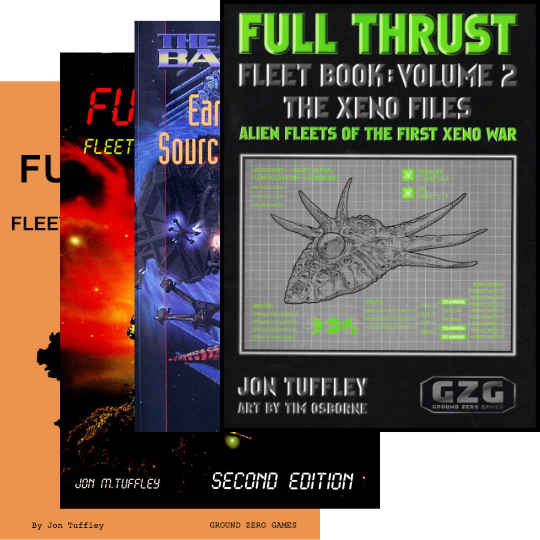 FULL THRUST
FLEET BOOK: VOLUME 2
THE XENO FILES
ALIEN FLEETS OF THE FIRST XENO WAR
JON TUFFLEY
ART BY TIM OSBORNE
GZG
GROUND ZERO GAMES
THE
BA
Ear
Sourc
FU
FLEET
JON M.TUFFLEY
SECOND EDITION
FU
FLEE
By Jon Tuffley
GROUND ZERO GAMES